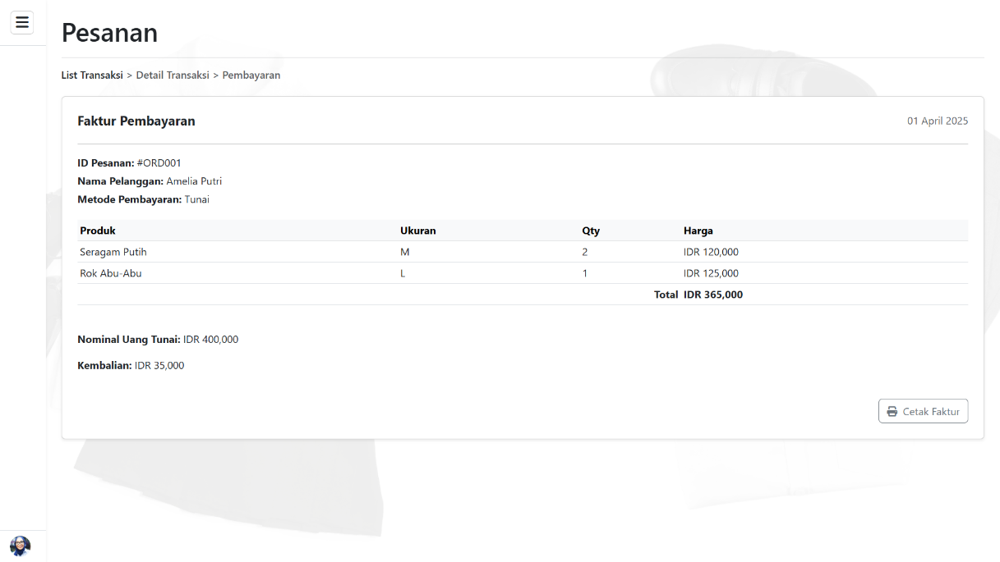 Pesanan
List Transaksi > Detail Transaksi > Pembayaran
Faktur Pembayaran 01 April 2025
ID Pesanan: #ORD001
Nama Pelanggan: Amelia Putri
Metode Pembayaran: Tunai
Produk Ukuran Qty Harga
Seragam Putih M 2 IDR 120,000
Rok Abu-Abu L 1 IDR 125,000
Total IDR 365,000
Nominal Uang Tunai: IDR 400,000
Kembalian: IDR 35,000
Cetak Faktur